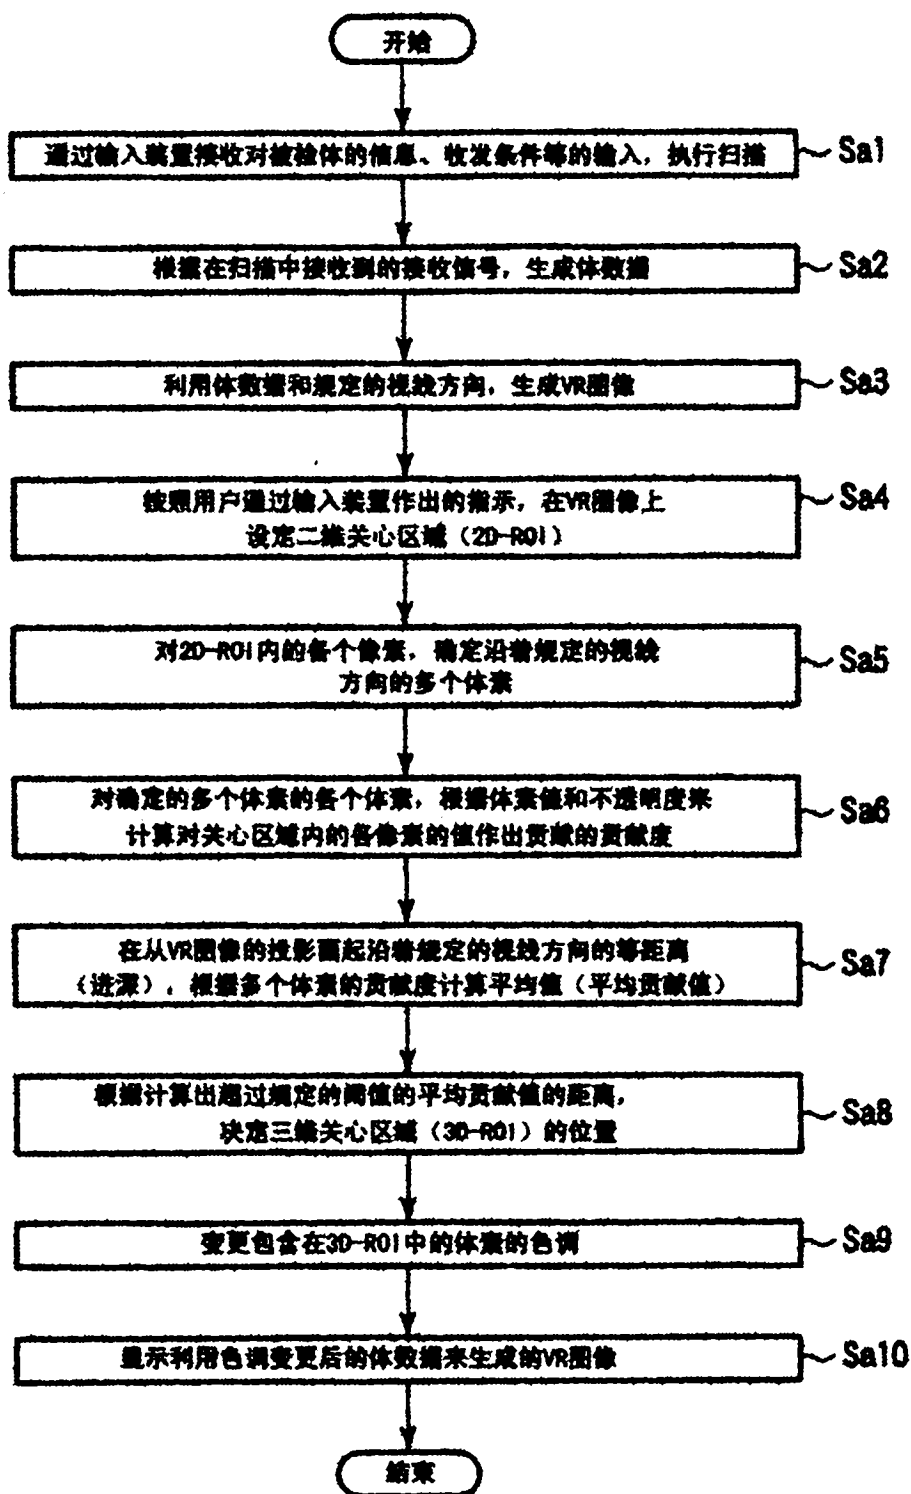 开始
通过输入装置接收对被检体的信息、收发条件等的输入，执行扫描
Sa1
根据在扫描中接收到的接收信号，生成体数据
Sa2
利用体数据和规定的视线方向，生成VR图像
Sa3
按照用户通过输入装置作出的指示，在VR图像上
设定二维关心区域（2D-ROI）
Sa4
对2D-ROI内的各个像素，确定沿着规定的视线
方向的多个体素
Sa5
对确定的多个体素的各个体素，根据体素值和不透明度来
计算对关心区域内的各像素的值作出贡献的贡献度
Sa6
在从VR图像的投影面起沿着规定的视线方向的等距离
（进深），根据多个体素的贡献度计算平均值（平均贡献值）
Sa7
根据计算出超过规定的阈值的平均贡献值的距离，
决定三维关心区域（3D-ROI）的位置
Sa8
变更包含在3D-ROI中的体素的色调
Sa9
显示利用色调变更后的体数据来生成的VR图像
Sa10
结束